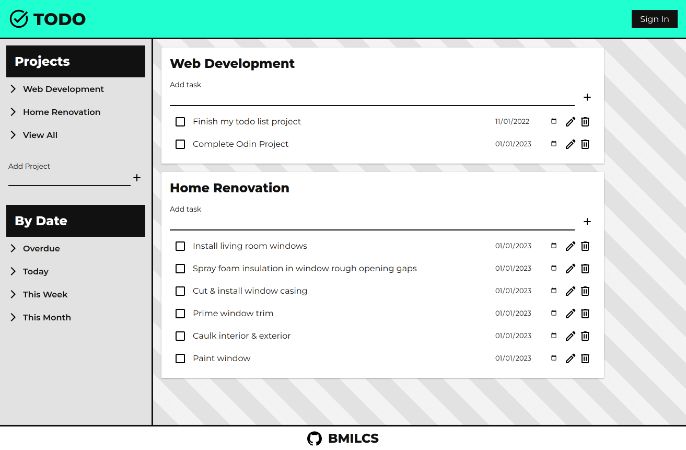 TODO
Sign In
Projects
Web Development
Home Renovation
View All
Add Project
By Date
Overdue
Today
This Week
This Month
Web Development
Add task
Finish my todo list project 11/01/2022
Complete Odin Project 01/01/2023
Home Renovation
Add task
Install living room windows 01/01/2023
Spray foam insulation in window rough opening gaps 01/01/2023
Cut & install window casing 01/01/2023
Prime window trim 01/01/2023
Caulk interior & exterior 01/01/2023
Paint window 01/01/2023
BMILCS